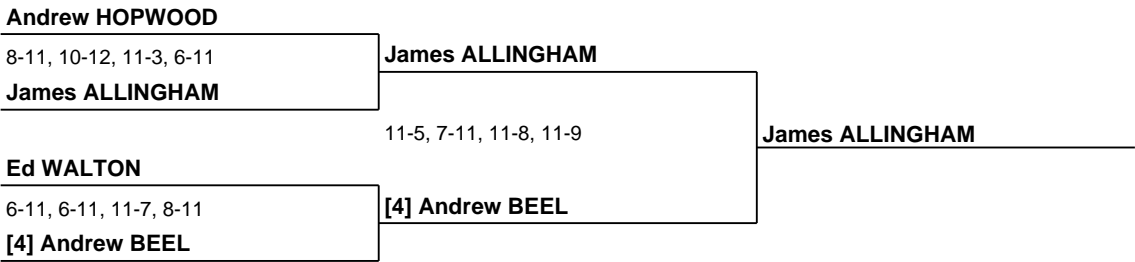 Andrew HOPWOOD
8-11, 10-12, 11-3, 6-11
James ALLINGHAM
James ALLINGHAM
11-5, 7-11, 11-8, 11-9
James ALLINGHAM
Ed WALTON
6-11, 6-11, 11-7, 8-11
[4] Andrew BEEL
[4] Andrew BEEL